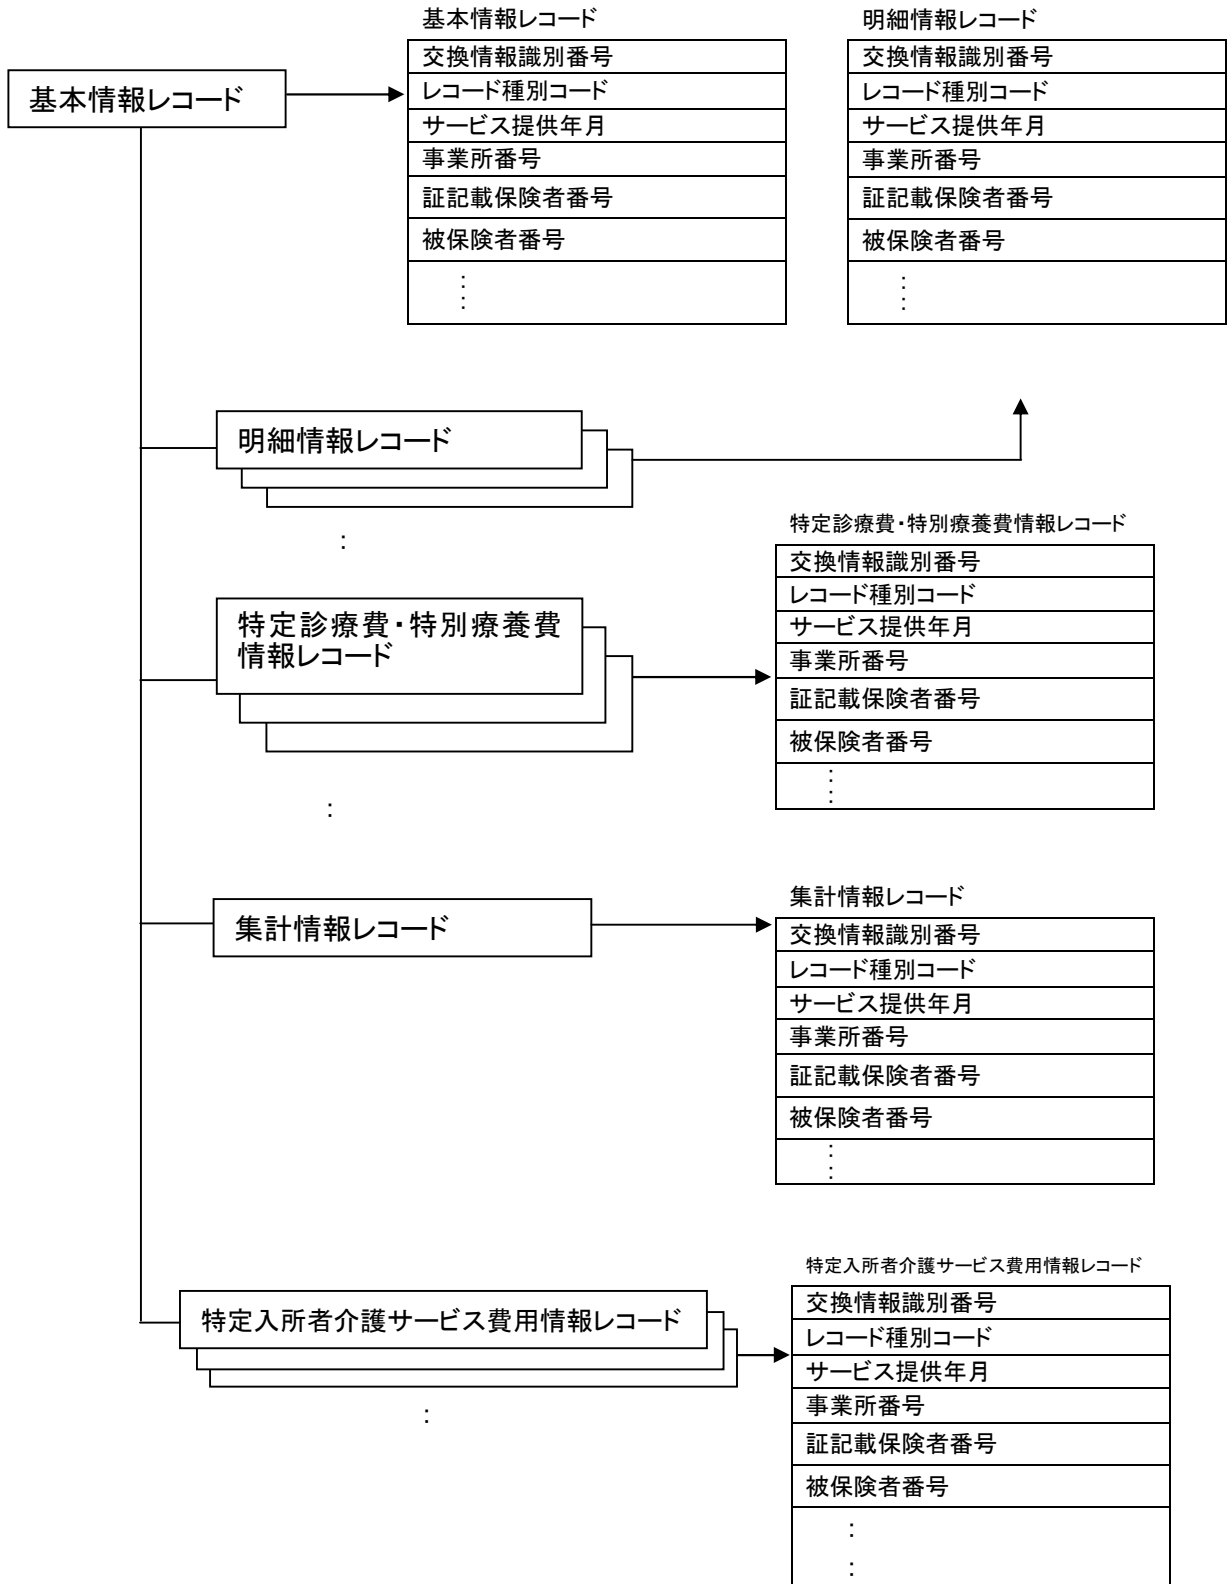 基本情報レコード
基本情報レコード
交換情報識別番号
レコード種別コード
サービス提供年月
事業所番号
証記載保険者番号
被保険者番号
:
:
明細情報レコード
交換情報識別番号
レコード種別コード
サービス提供年月
事業所番号
証記載保険者番号
被保険者番号
:
:
明細情報レコード
:
特定診療費・特別療養費
情報レコード
:
特定診療費・特別療養費情報レコード
交換情報識別番号
レコード種別コード
サービス提供年月
事業所番号
証記載保険者番号
被保険者番号
:
:
集計情報レコード
集計情報レコード
交換情報識別番号
レコード種別コード
サービス提供年月
事業所番号
証記載保険者番号
被保険者番号
:
:
特定入所者介護サービス費用情報レコード
:
特定入所者介護サービス費用情報レコード
交換情報識別番号
レコード種別コード
サービス提供年月
事業所番号
証記載保険者番号
被保険者番号
:
: